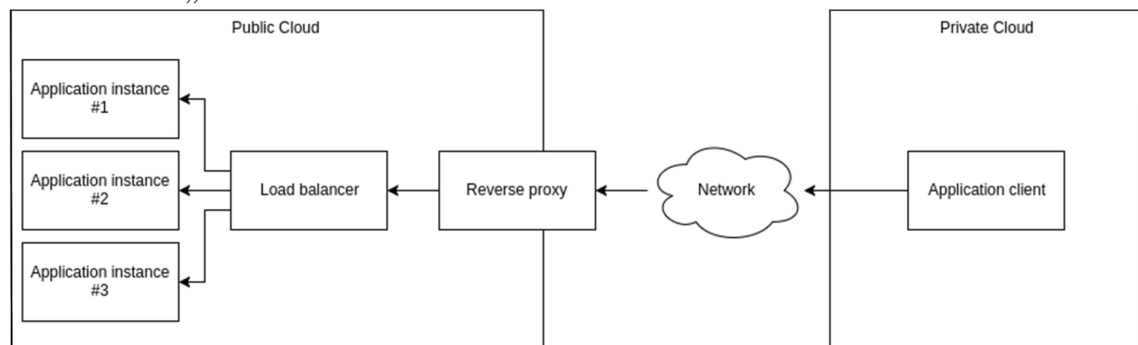 Public Cloud
Private Cloud
Application instance
#1
Application instance
#2
Load balancer
Reverse proxy
Network
Application client
Application instance
#3